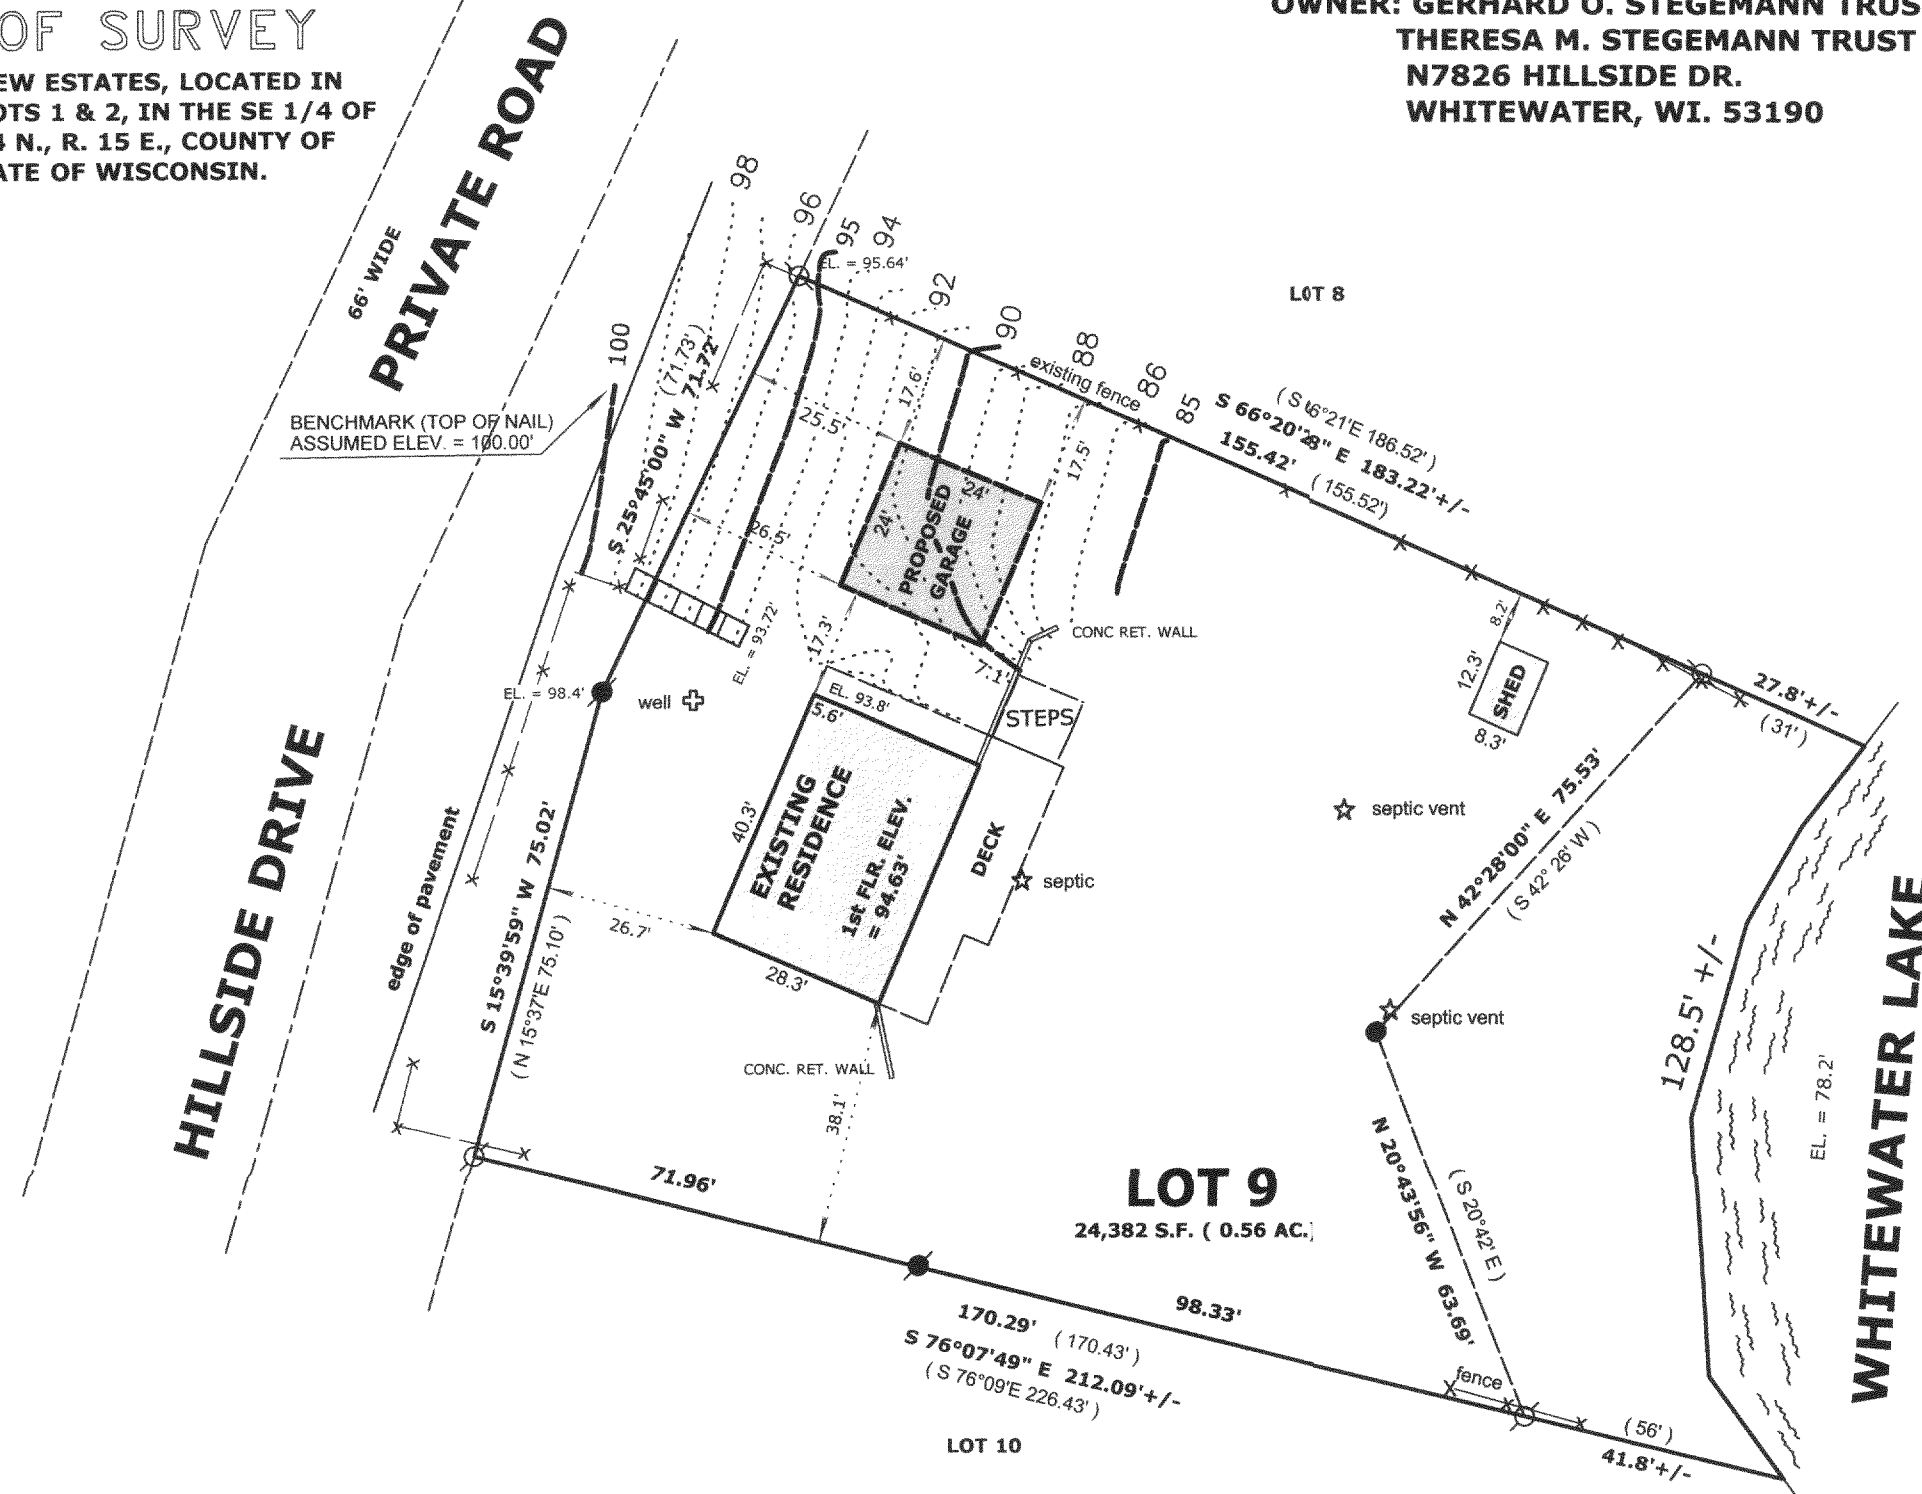 OF SURVEY
EW ESTATES, LOCATED IN
OTS 1 & 2, IN THE SE 1/4 OF
4 N., R. 15 E., COUNTY OF
ATE OF WISCONSIN.
OWNER: GERHARD O. STEGEMANN TRUS
THERESA M. STEGEMANN TRUST
N7826 HILLSIDE DR.
WHITEWATER, WI. 53190
66' WIDE
PRIVATE ROAD
HILLSIDE DRIVE
edge of pavement
BENCHMARK (TOP OF NAIL)
ASSUMED ELEV. = 100.00'
100
98
96
95
94
92
90
88
86
85
EL. = 95.64'
LOT 8
existing fence
( 71.73' )
S 25°45'00" W 71.72'
25.5'
17.6'
17.5'
26.5'
24'
24'
PROPOSED
GARAGE
( S 66°21'E 186.52' )
S 66°20'28" E 183.22'+/-
155.42' ( 155.52')
EL. = 93.72'
17.3'
7.1'
CONC RET. WALL
EL. = 98.4'
well
EL. 93.8'
5.6'
STEPS
EXISTING
RESIDENCE
1st FLR. ELEV.
= 94.63'
40.3'
28.3'
DECK
septic
26.7'
S 15°39'59" W 75.02'
( N 15°37'E 75.10' )
8.2'
12.3'
SHED
8.3'
27.8'+/-
( 31')
septic vent
N 42°28'00" E 75.53'
( S 42° 26' W )
septic vent
128.5' +/-
EL. = 78.2'
WHITEWATER LAKE
CONC. RET. WALL
38.1'
N 20°43'56" W 63.69'
( S 20°42' E )
LOT 9
24,382 S.F. ( 0.56 AC.
71.96'
98.33'
170.29' ( 170.43' )
S 76°07'49" E 212.09'+/-
( S 76°09'E 226.43' )
fence
( 56' )
41.8'+/-
LOT 10